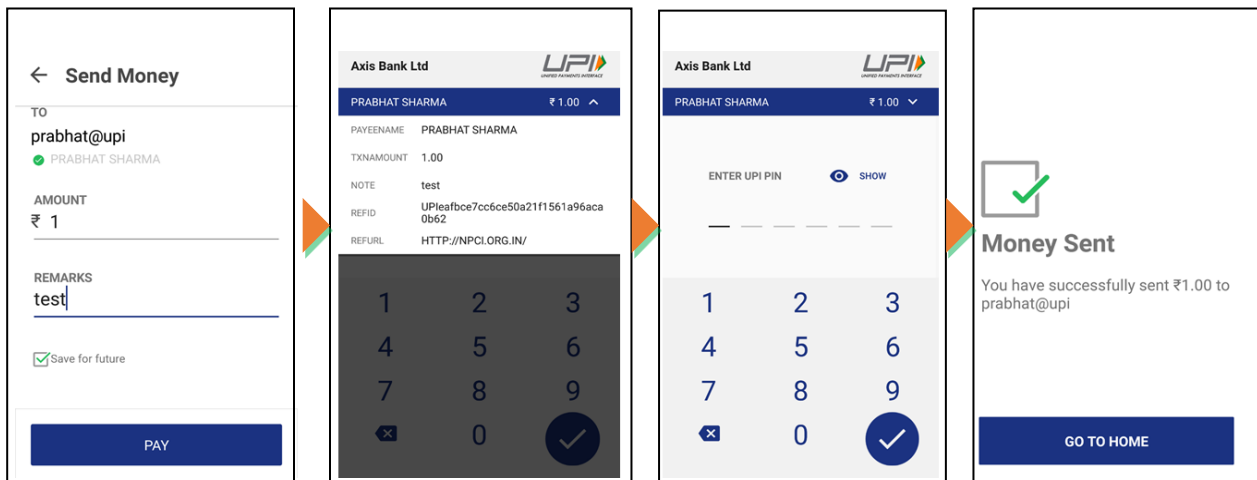 Send Money
TO
prabhat@upi
PRABHAT SHARMA
AMOUNT
₹ 1
REMARKS
test
Save for future
PAY
Axis Bank Ltd
UPI
UNIFIED PAYMENTS INTERFACE
PRABHAT SHARMA ₹ 1.00
PAYEENAME PRABHAT SHARMA
TXNAMOUNT 1.00
NOTE test
REFID UPIeafbce7cc6ce50a21f1561a96aca
0b62
REFURL HTTP://NPCI.ORG.IN/
1 2 3
4 5 6
7 8 9
0
Axis Bank Ltd
UPI
UNIFIED PAYMENTS INTERFACE
PRABHAT SHARMA ₹ 1.00
ENTER UPI PIN SHOW
1 2 3
4 5 6
7 8 9
0
Money Sent
You have successfully sent ₹1.00 to
prabhat@upi
GO TO HOME